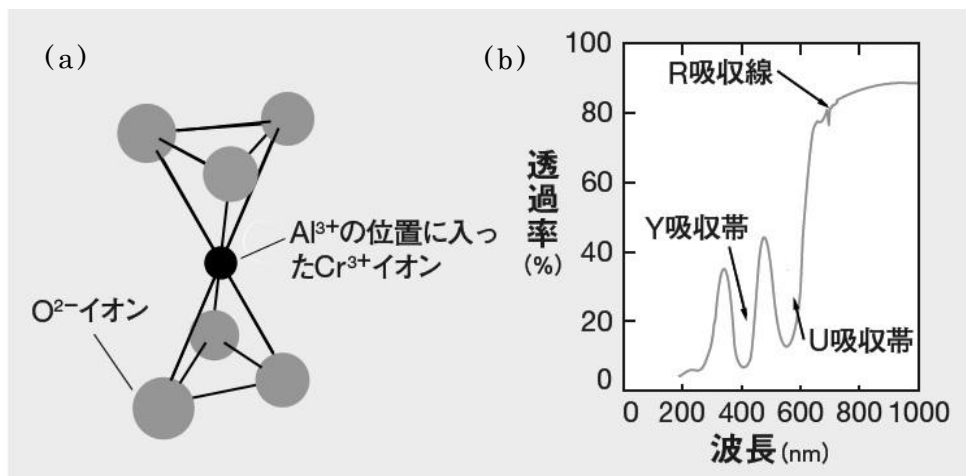 (a)
Al³⁺の位置に入っ
たCr³⁺イオン
O²⁻イオン
(b)
透過率
(%)
100
80
60
40
20
0
R吸収線
Y吸収帯
U吸収帯
0 200 400 600 800 1000
波長(nm)